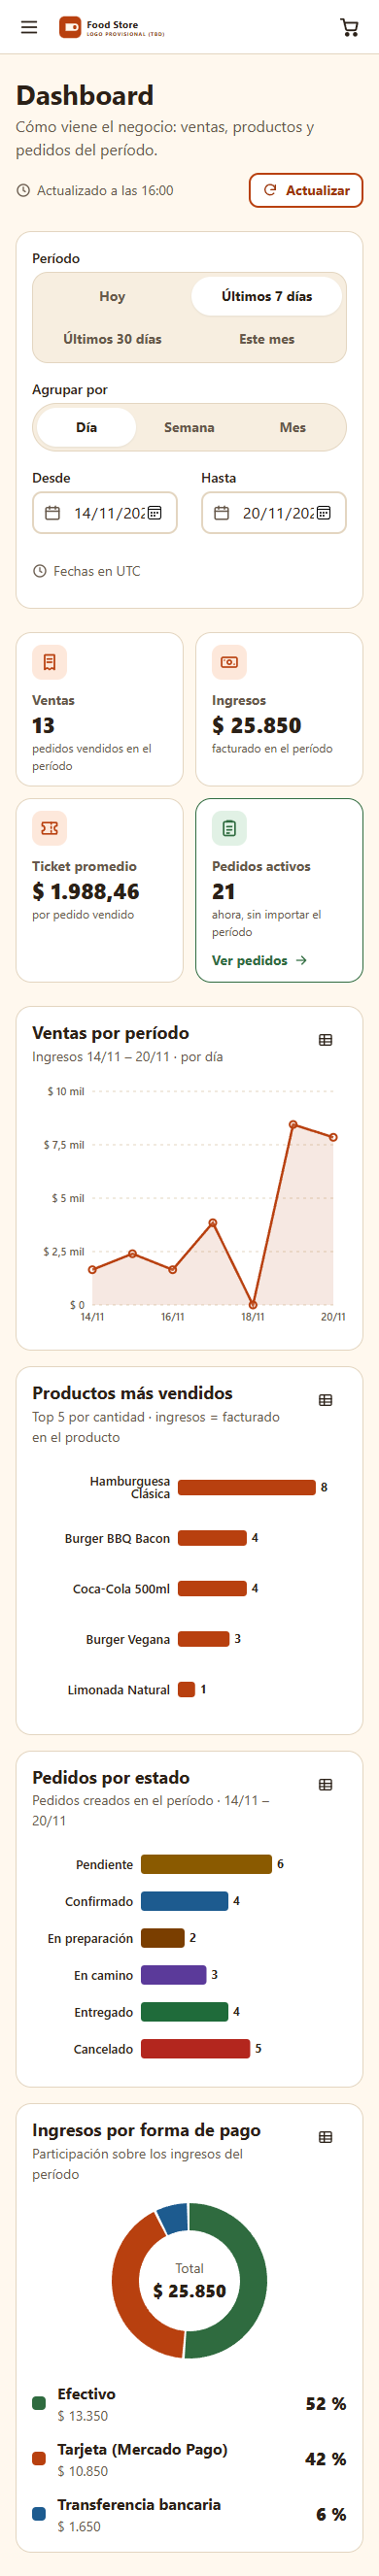 Food Store
LOGO PROVISIONAL (TBD)
Dashboard
Cómo viene el negocio: ventas, productos y
pedidos del período.
Actualizado a las 16:00
Actualizar
Período
Hoy
Últimos 7 días
Últimos 30 días
Este mes
Agrupar por
Día
Semana
Mes
Desde
Hasta
14/11/202
20/11/202
Fechas en UTC
Ventas
13
pedidos vendidos en el
período
Ingresos
$ 25.850
facturado en el período
Ticket promedio
$ 1.988,46
por pedido vendido
Pedidos activos
21
ahora, sin importar el
período
Ver pedidos →
Ventas por período
Ingresos 14/11 – 20/11 · por día
$ 10 mil
$ 7,5 mil
$ 5 mil
$ 2,5 mil
$ 0
14/11 16/11 18/11 20/11
Productos más vendidos
Top 5 por cantidad · ingresos = facturado
en el producto
Hamburguesa
Clásica 8
Burger BBQ Bacon 4
Coca-Cola 500ml 4
Burger Vegana 3
Limonada Natural 1
Pedidos por estado
Pedidos creados en el período · 14/11 –
20/11
Pendiente 6
Confirmado 4
En preparación 2
En camino 3
Entregado 4
Cancelado 5
Ingresos por forma de pago
Participación sobre los ingresos del
período
Total
$ 25.850
Efectivo
$ 13.350
52 %
Tarjeta (Mercado Pago)
$ 10.850
42 %
Transferencia bancaria
$ 1.650
6 %